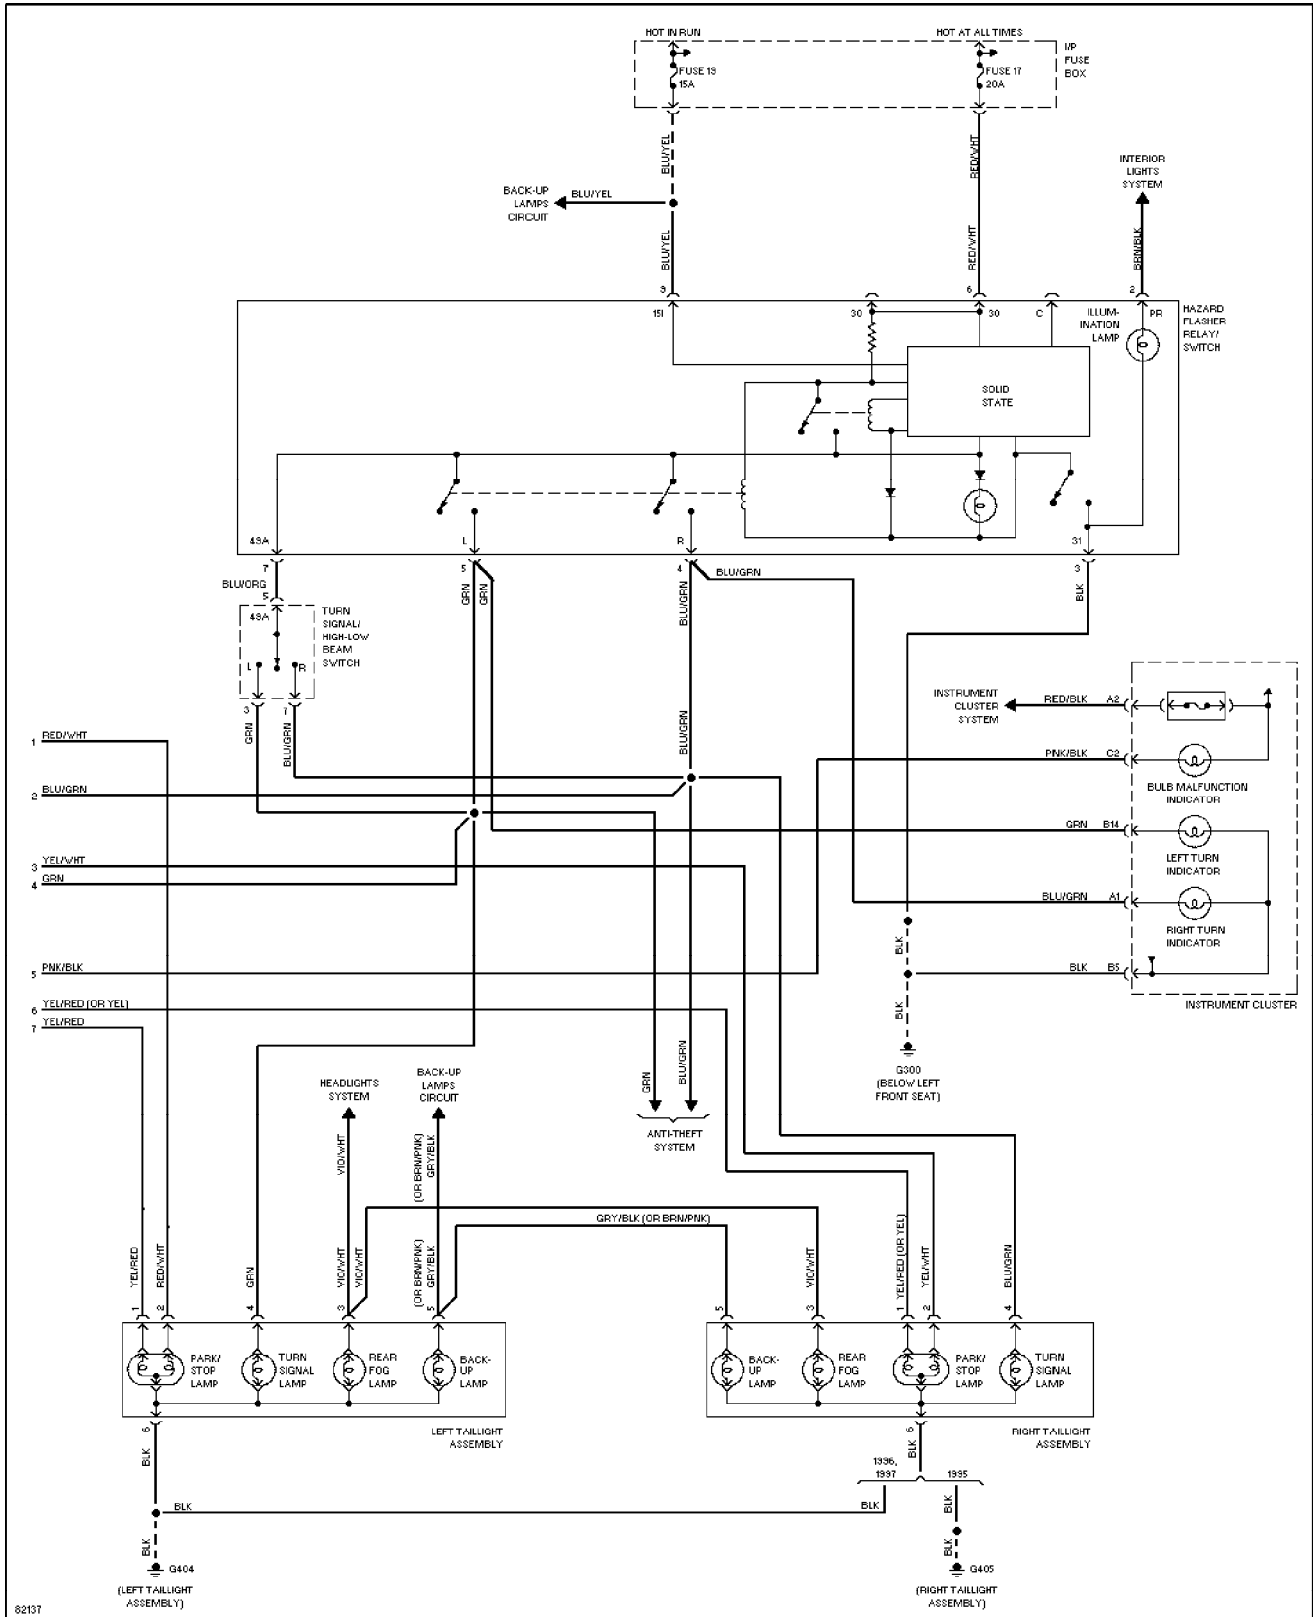 HOT IN RUN
HOT AT ALL TIMES
I/P
FUSE
BOX
FUSE 19
15A
FUSE 17
20A
BLU/YEL
RED/WHT
BACK-UP
LAMPS
CIRCUIT
BLU/YEL
INTERIOR
LIGHTS
SYSTEM
BLU/YEL
RED/WHT
BRN/BLK
9
6
2
15I
30
30
C
ILLUM-
INATION
LAMP
PR
HAZARD
FLASHER
RELAY/
SWITCH
SOLID
STATE
49A
L
R
31
7
5
4
3
BLU/ORG
GRN
GRN
BLU/GRN
BLU/GRN
BLK
5
49A
TURN
SIGNAL/
HIGH-LOW
BEAM
SWITCH
L
R
3
7
GRN
BLU/GRN
BLU/GRN
INSTRUMENT
CLUSTER
SYSTEM
RED/BLK
A2
PNK/BLK
C2
BULB MALFUNCTION
INDICATOR
GRN
B14
LEFT TURN
INDICATOR
BLU/GRN
A1
RIGHT TURN
INDICATOR
BLK
B5
INSTRUMENT CLUSTER
1
RED/WHT
2
BLU/GRN
3
YEL/WHT
4
GRN
5
PNK/BLK
6
YEL/RED (OR YEL)
7
YEL/RED
BLK
BLK
G300
(BELOW LEFT
FRONT SEAT)
HEADLIGHTS
SYSTEM
BACK-UP
LAMPS
CIRCUIT
GRN
BLU/GRN
ANTI-THEFT
SYSTEM
VIO/WHT
(OR BRN/PNK)
GRY/BLK
GRY/BLK (OR BRN/PNK)
YEL/RED
RED/WHT
GRN
VIO/WHT
VIO/WHT
(OR BRN/PNK)
GRY/BLK
VIO/WHT
YEL/RED (OR YEL)
YEL/WHT
BLU/GRN
1
2
4
3
5
5
3
1
2
4
PARK/
STOP
LAMP
TURN
SIGNAL
LAMP
REAR
FOG
LAMP
BACK-
UP
LAMP
BACK-
UP
LAMP
REAR
FOG
LAMP
PARK/
STOP
LAMP
TURN
SIGNAL
LAMP
6
LEFT TAILLIGHT
ASSEMBLY
6
RIGHT TAILLIGHT
ASSEMBLY
BLK
BLK
1996,
1997
1995
BLK
BLK
BLK
BLK
G404
(LEFT TAILLIGHT
ASSEMBLY)
BLK
G405
(RIGHT TAILLIGHT
ASSEMBLY)
82137